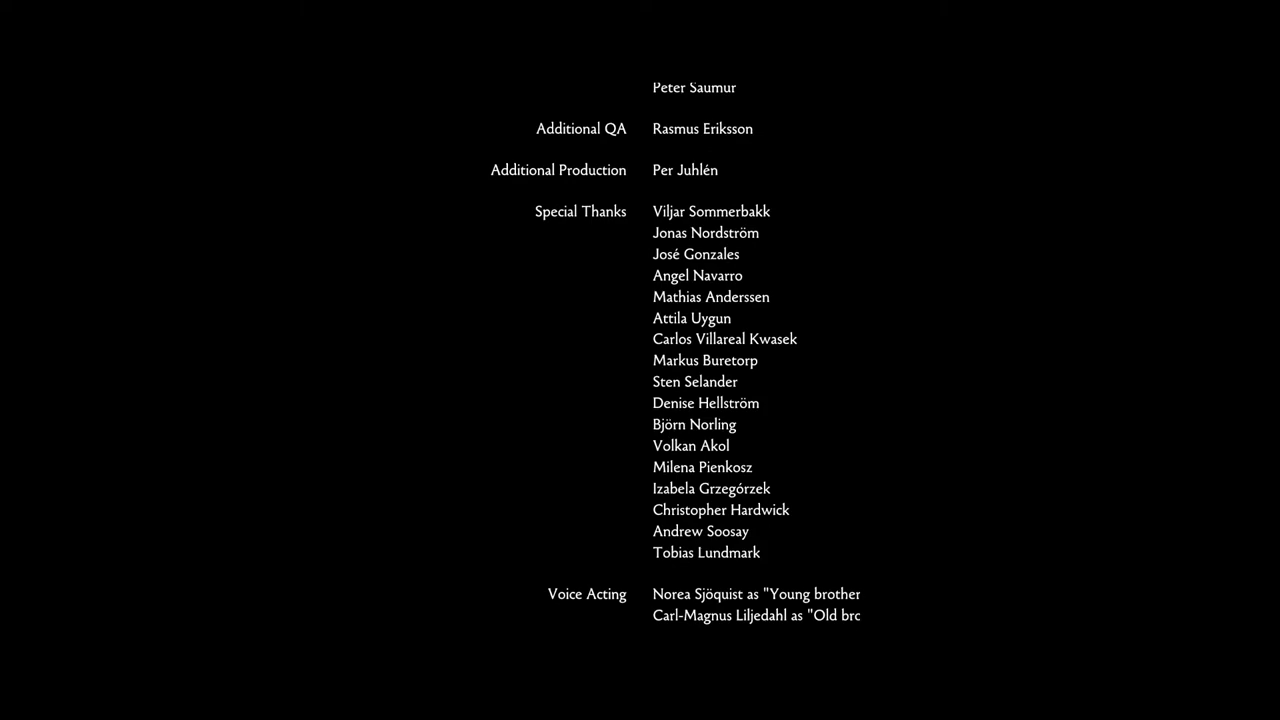 Peter Saumur
Additional QA Rasmus Eriksson
Additional Production Per Juhlén
Special Thanks Viljar Sommerbakk
Jonas Nordström
José Gonzales
Angel Navarro
Mathias Anderssen
Attila Uygun
Carlos Villareal Kwasek
Markus Buretorp
Sten Selander
Denise Hellström
Björn Norling
Volkan Akol
Milena Pienkosz
Izabela Grzegórzek
Christopher Hardwick
Andrew Soosay
Tobias Lundmark
Voice Acting Norea Sjöquist as "Young brother
Carl-Magnus Liljedahl as "Old bro